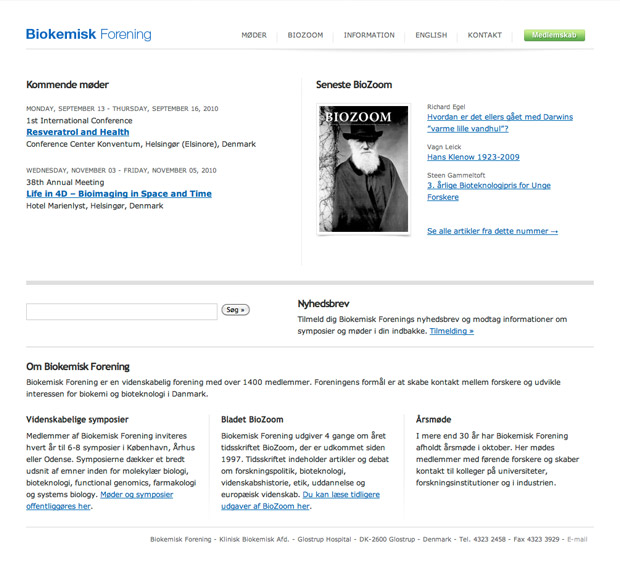 Biokemisk Forening
MØDER
BIOZOOM
INFORMATION
ENGLISH
KONTAKT
Medlemskab
Kommende møder
MONDAY, SEPTEMBER 13 - THURSDAY, SEPTEMBER 16, 2010
1st International Conference
Resveratrol and Health
Conference Center Konventum, Helsingør (Elsinore), Denmark
WEDNESDAY, NOVEMBER 03 - FRIDAY, NOVEMBER 05, 2010
38th Annual Meeting
Life in 4D – Bioimaging in Space and Time
Hotel Marienlyst, Helsingør, Denmark
Seneste BioZoom
BIOZOOM
Richard Egel
Hvordan er det ellers gået med Darwins
"varme lille vandhul"?
Vagn Leick
Hans Klenow 1923-2009
Steen Gammeltoft
3. årlige Bioteknologipris for Unge
Forskere
Se alle artikler fra dette nummer →
Søg »
Nyhedsbrev
Tilmeld dig Biokemisk Forenings nyhedsbrev og modtag informationer om
symposier og møder i din indbakke. Tilmelding »
Om Biokemisk Forening
Biokemisk Forening er en videnskabelig forening med over 1400 medlemmer. Foreningens formål er at skabe kontakt mellem forskere og udvikle
interessen for biokemi og bioteknologi i Danmark.
Videnskabelige symposier
Medlemmer af Biokemisk Forening inviteres
hvert år til 6-8 symposier i København, Århus
eller Odense. Symposierne dækker et bredt
udsnit af emner inden for molekylær biologi,
bioteknologi, functional genomics, farmakologi
og systems biology. Møder og symposier
offentliggøres her.
Bladet BioZoom
Biokemisk Forening udgiver 4 gange om året
tidsskriftet BioZoom, der er udkommet siden
1997. Tidsskriftet indeholder artikler og debat
om forskningspolitik, bioteknologi,
videnskabshistorie, etik, uddannelse og
europæisk videnskab. Du kan læse tidligere
udgaver af BioZoom her.
Årsmøde
I mere end 30 år har Biokemisk Forening
afholdt årsmøde i oktober. Her mødes
medlemmer med førende forskere og skaber
kontakt til kolleger på universiteter,
forskningsinstitutioner og i industrien.
Biokemisk Forening - Klinisk Biokemisk Afd. - Glostrup Hospital - DK-2600 Glostrup - Denmark - Tel. 4323 2458 - Fax 4323 3929 - E-mail